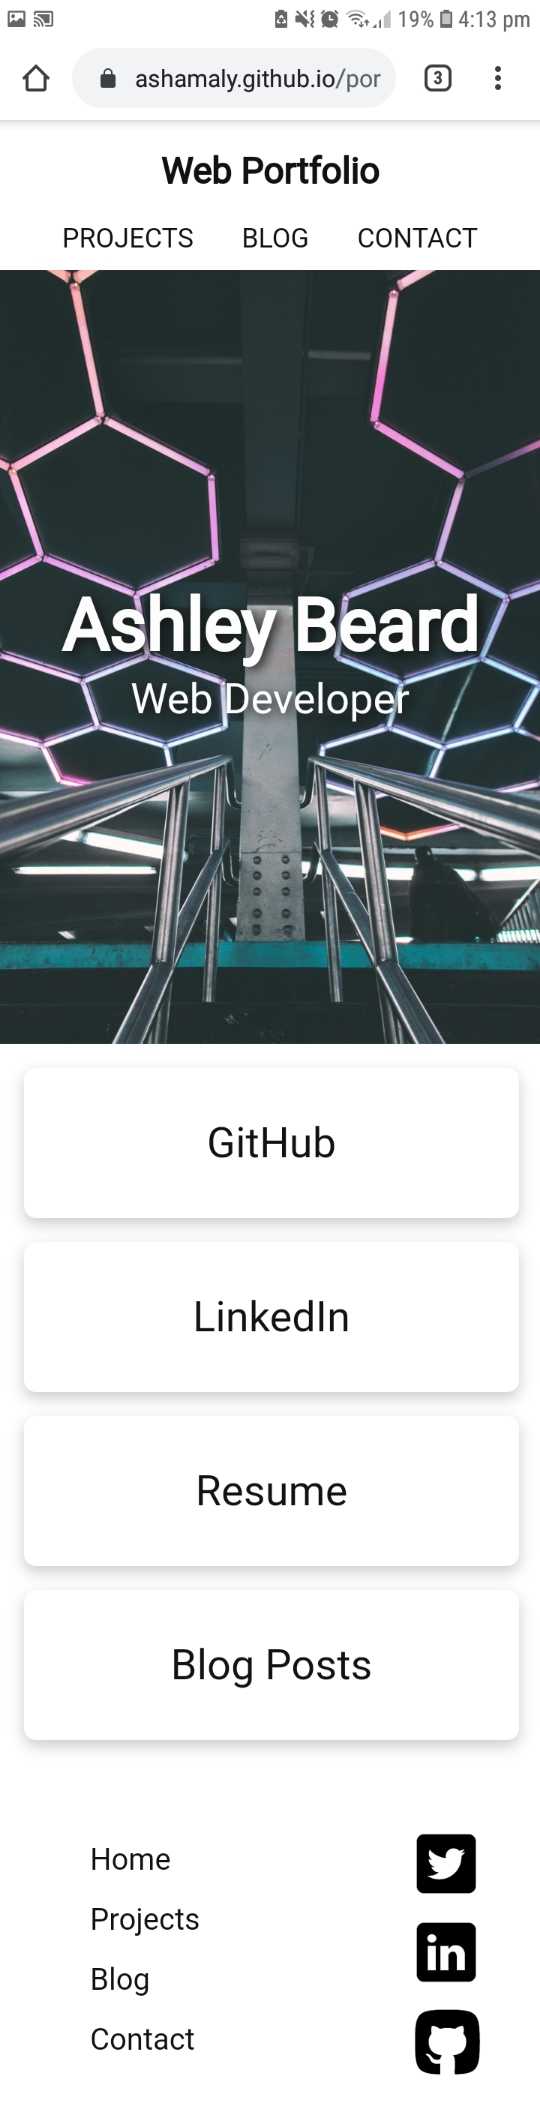 19% 4:13 pm
ashamaly.github.io/por 3
Web Portfolio
PROJECTS BLOG CONTACT
Ashley Beard
Web Developer
GitHub
LinkedIn
Resume
Blog Posts
Home
Projects
Blog
Contact
in